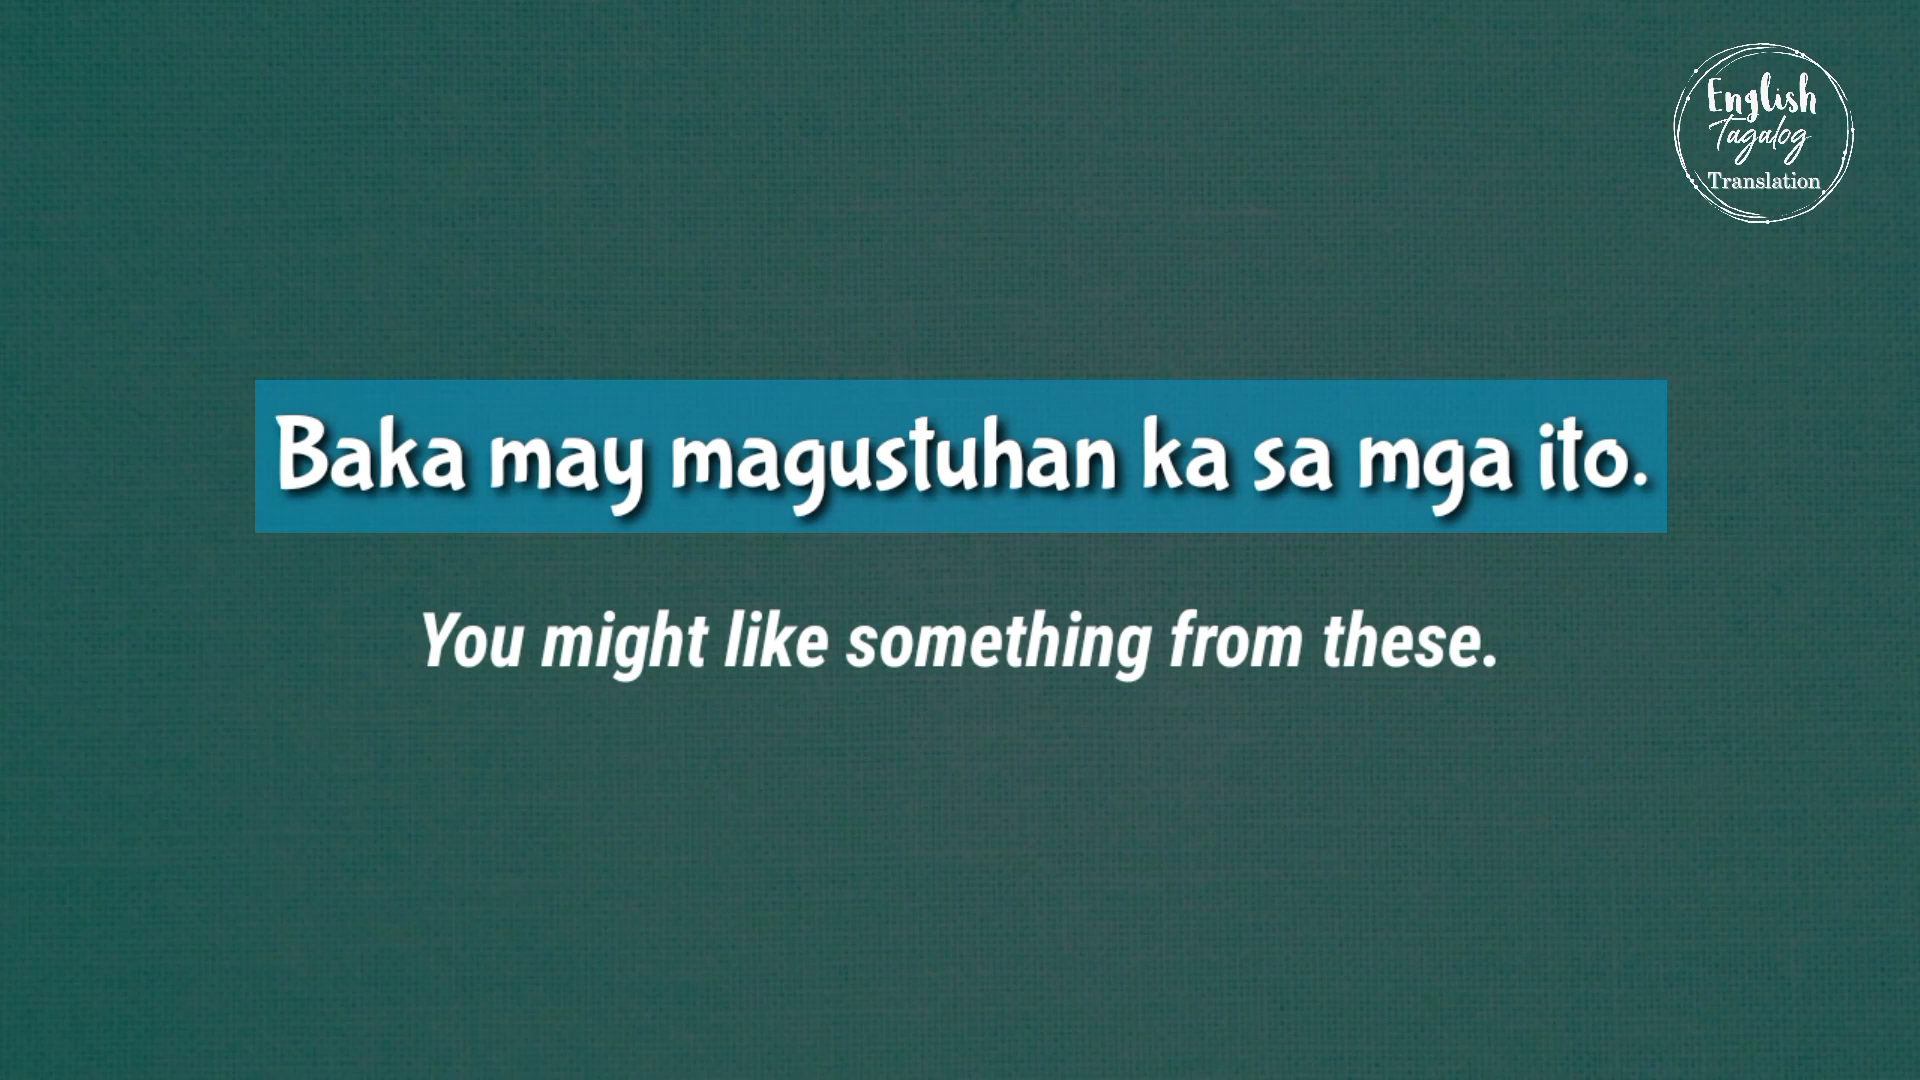 English
Tagalog
Translation
Baka may magustuhan ka sa mga ito.
You might like something from these.